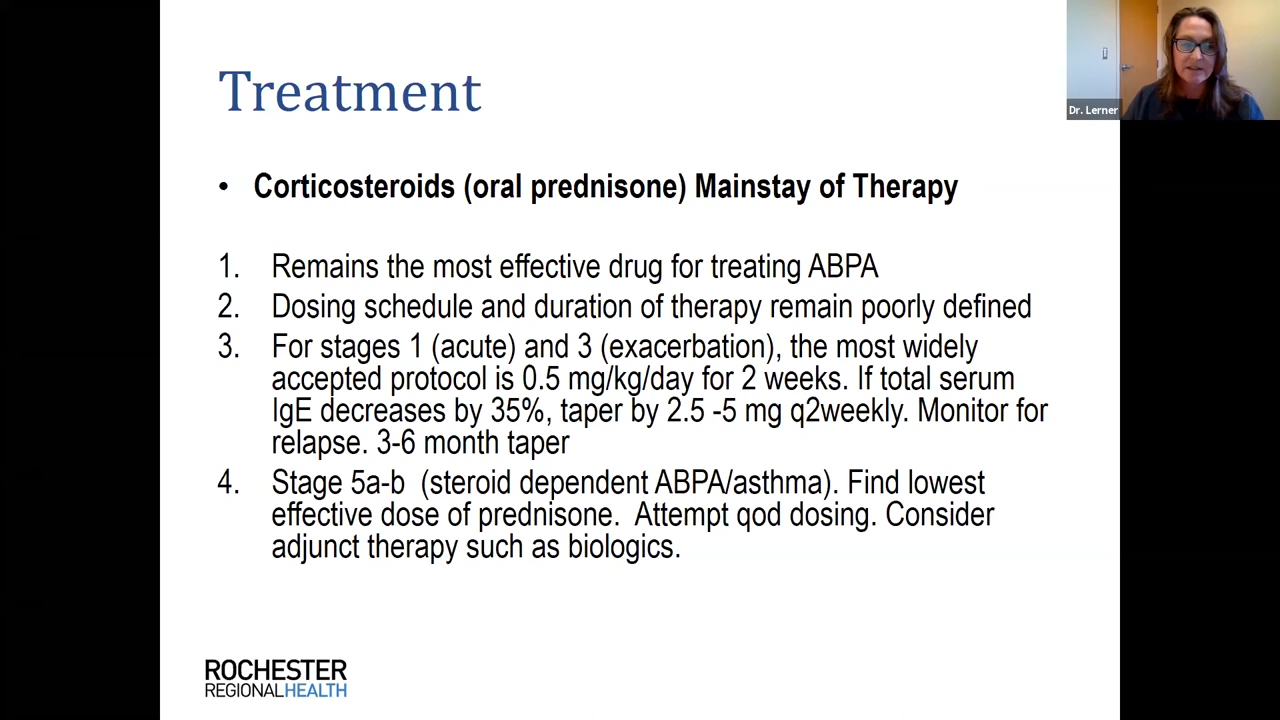 Treatment
Dr. Lerner
• Corticosteroids (oral prednisone) Mainstay of Therapy
1. Remains the most effective drug for treating ABPA
2. Dosing schedule and duration of therapy remain poorly defined
3. For stages 1 (acute) and 3 (exacerbation), the most widely
accepted protocol is 0.5 mg/kg/day for 2 weeks. If total serum
IgE decreases by 35%, taper by 2.5 -5 mg q2weekly. Monitor for
relapse. 3-6 month taper
4. Stage 5a-b (steroid dependent ABPA/asthma). Find lowest
effective dose of prednisone. Attempt qod dosing. Consider
adjunct therapy such as biologics.
ROCHESTER
REGIONALHEALTH